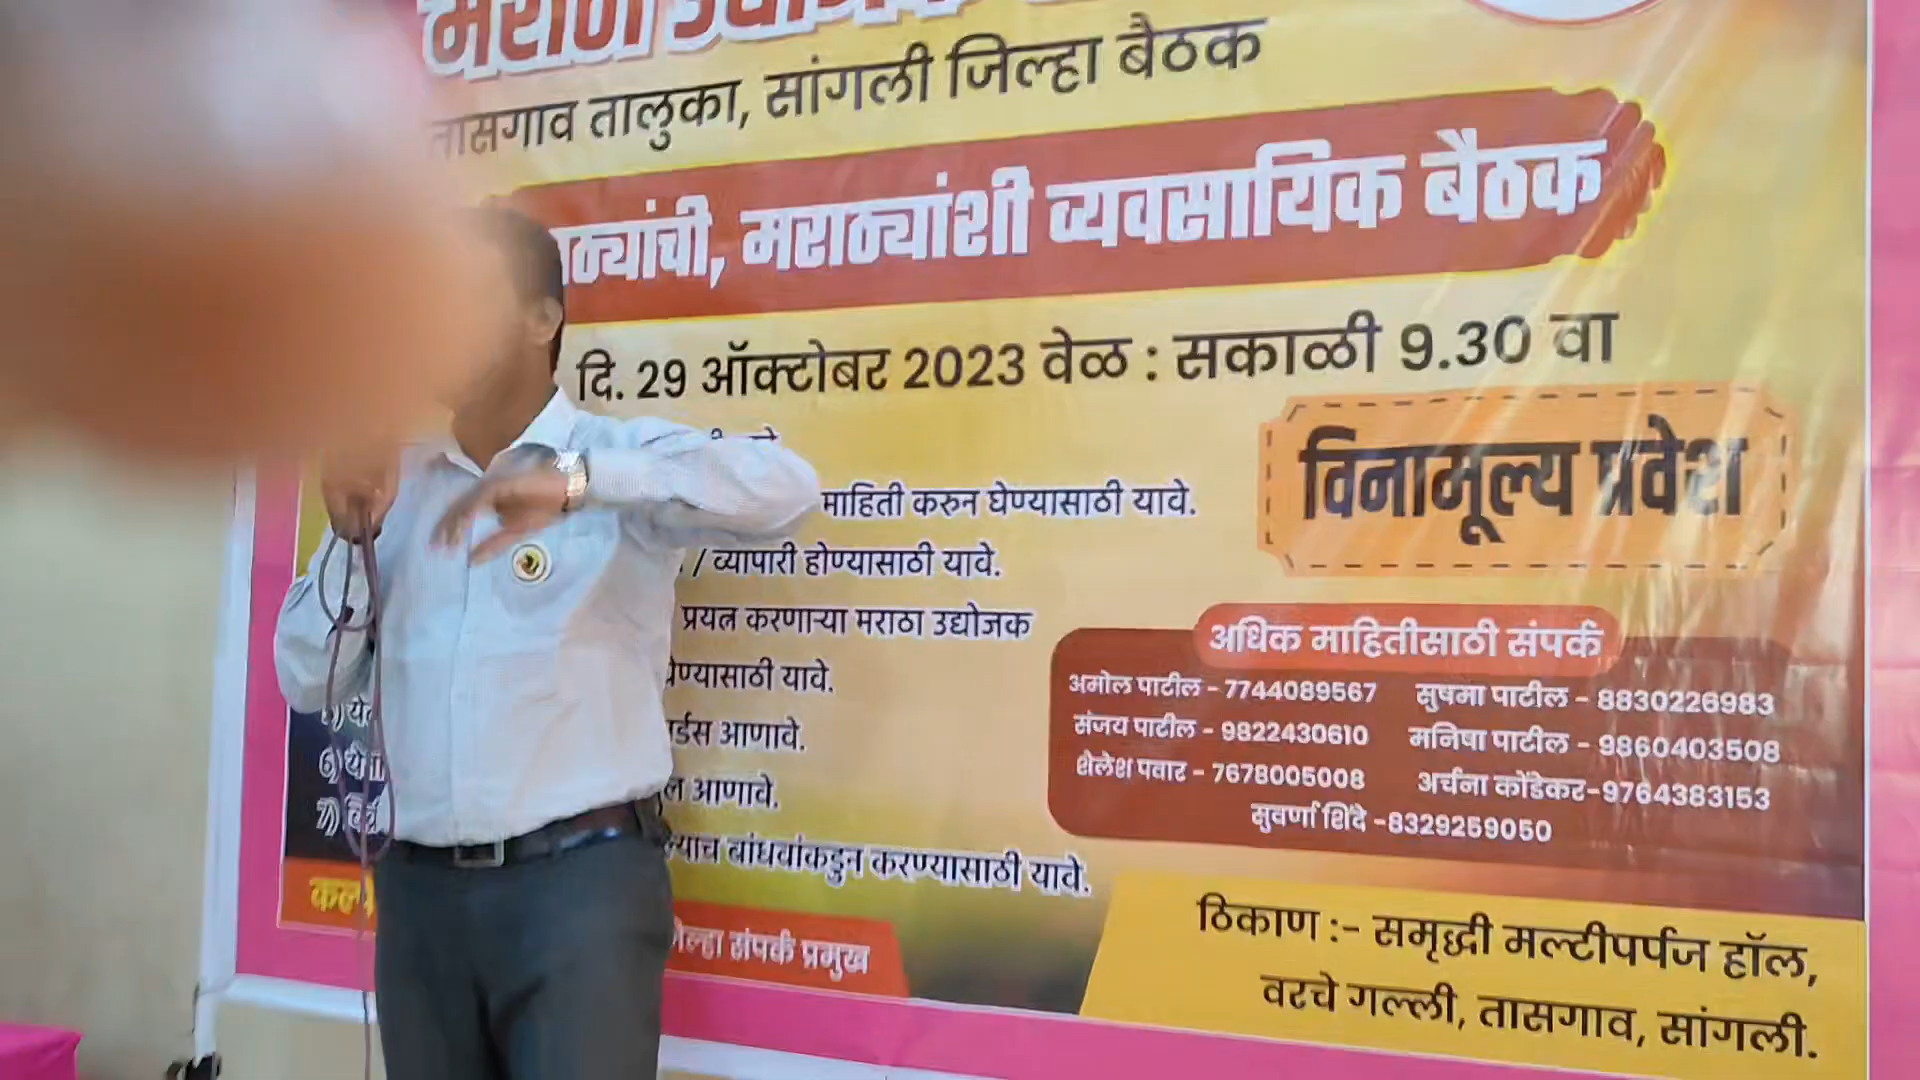 मराठा
तासगाव तालुका, सांगली जिल्हा बैठक
मराठ्यांशी व्यवसायिक बैठक
दि. 29 ऑक्टोबर 2023 वेळ : सकाळी 9.30 वा
विनामूल्य प्रवेश
माहिती करुन घेण्यासाठी यावे.
/ व्यापारी होण्यासाठी यावे.
प्रयत्न करणाऱ्या मराठा उद्योजक
यावे.
आणावे.
6)
आणावे.
7)
बांधवांकडुन करण्यासाठी यावे.
संपर्क प्रमुख
अधिक माहितीसाठी संपर्क
अमोल पाटील - 7744089567 सुषमा पाटील - 8830226983
संजय पाटील - 9822430610 मनिषा पाटील - 9860403508
शैलेश पवार - 7678005008 अर्चना कोंडेकर-9764383153
सुवर्णा शिंदे -8329259050
ठिकाण :- समृद्धी मल्टीपर्पज हॉल,
वरचे गल्ली, तासगाव, सांगली.